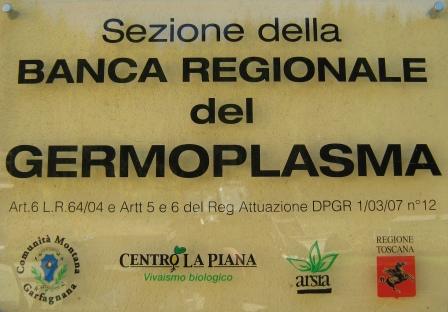 Sezione della
BANCA REGIONALE
del
GERMOPLASMA
Art.6 L.R.64/04 e Artt 5 e 6 del Reg Attuazione DPGR 1/03/07 n°12
Comunità Montana
Garfagnana
CENTRO LA PIANA
Vivaismo biologico
arsia
REGIONE
TOSCANA